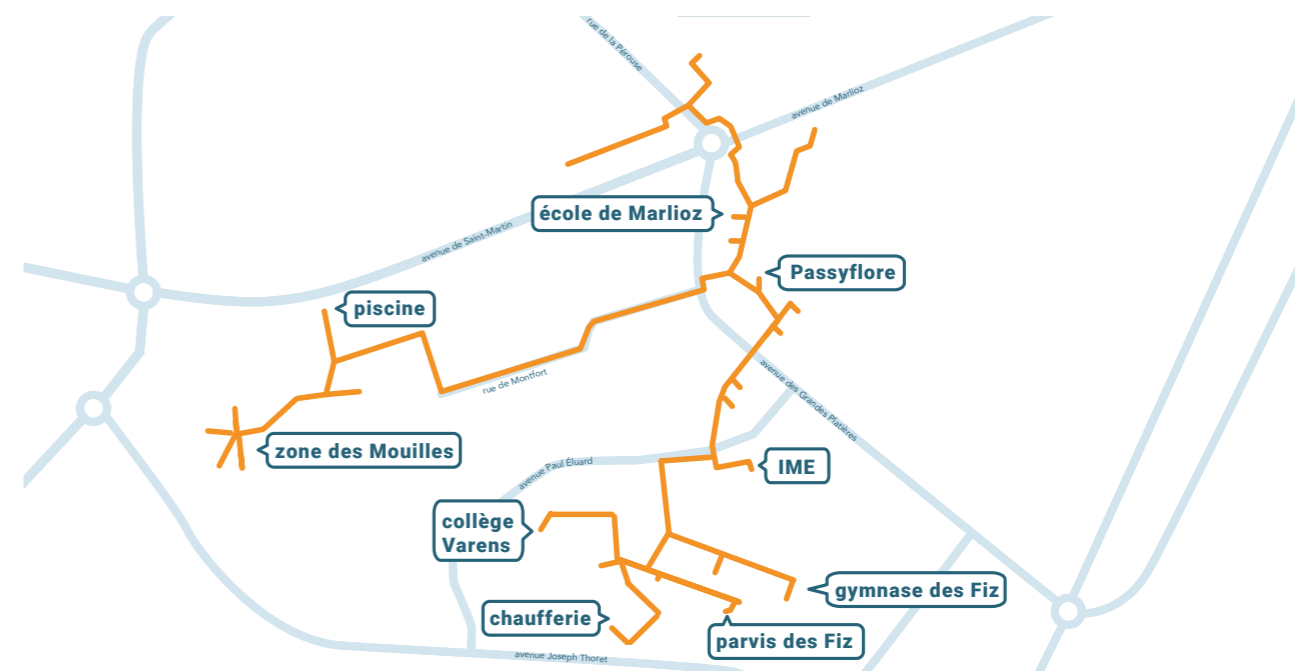 rue de la Pérouse
avenue de Marlioz
école de Marlioz
avenue de Saint-Martin
Passyflore
piscine
rue de Montfort
avenue des Grandes Platières
zone des Mouilles
avenue Paul Éluard
IME
collège
Varens
gymnase des Fiz
chaufferie
parvis des Fiz
avenue Joseph Thoret